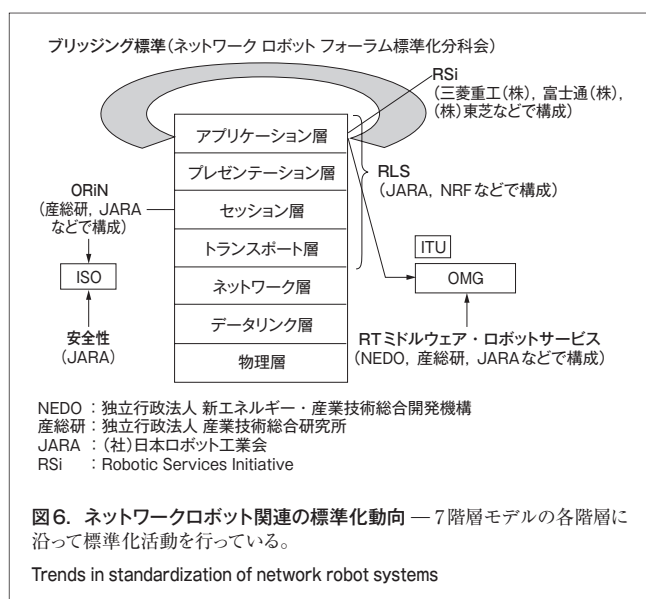 ブリッジング標準(ネットワーク ロボット フォーラム標準化分科会)
RSi
(三菱重工(株), 富士通(株),
(株)東芝などで構成)
アプリケーション層
プレゼンテーション層
セッション層
トランスポート層
ネットワーク層
データリンク層
物理層
RLS
(JARA, NRFなどで構成)
ORiN
(産総研, JARA
などで構成)
ISO
安全性
(JARA)
ITU
OMG
RTミドルウェア・ロボットサービス
(NEDO, 産総研, JARAなどで構成)
NEDO :独立行政法人 新エネルギー・産業技術総合開発機構
産総研:独立行政法人 産業技術総合研究所
JARA :(社)日本ロボット工業会
RSi :Robotic Services Initiative
図6. ネットワークロボット関連の標準化動向 ― 7階層モデルの各階層に
沿って標準化活動を行っている。
Trends in standardization of network robot systems